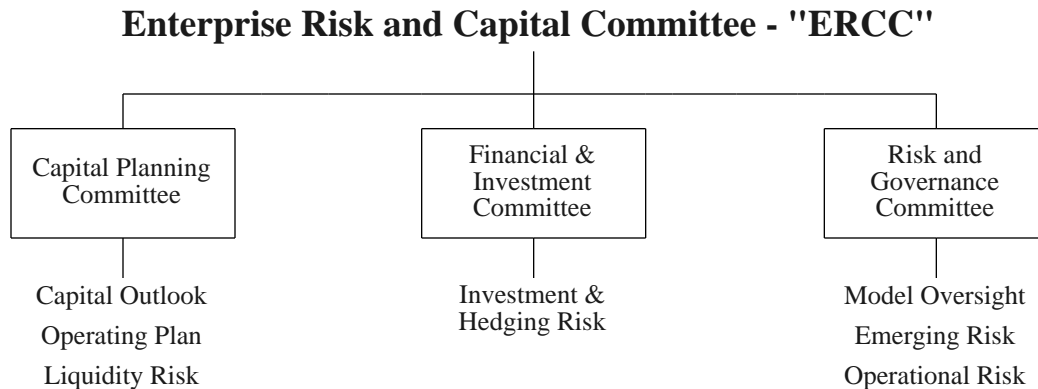 Enterprise Risk and Capital Committee - "ERCC"
Capital Planning
Committee
Financial &
Investment
Committee
Risk and
Governance
Committee
Capital Outlook
Operating Plan
Liquidity Risk
Investment &
Hedging Risk
Model Oversight
Emerging Risk
Operational Risk